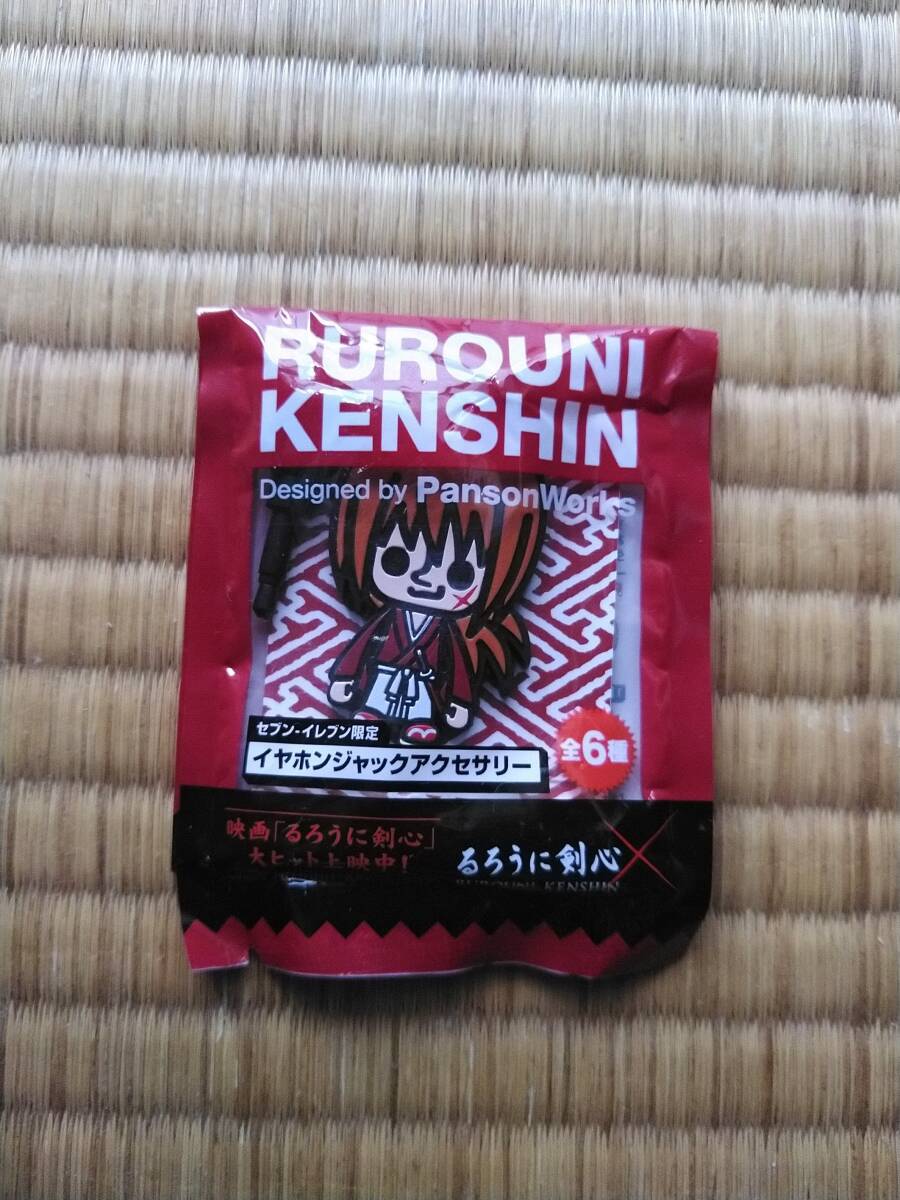 RUROUNI
KENSHIN
Designed by PansonWorks
セブン-イレブン限定
イヤホンジャックアクセサリー
全6種
映画「るろうに剣心」
大ヒット上映中!
るろうに剣心
RUROUNI KENSHIN